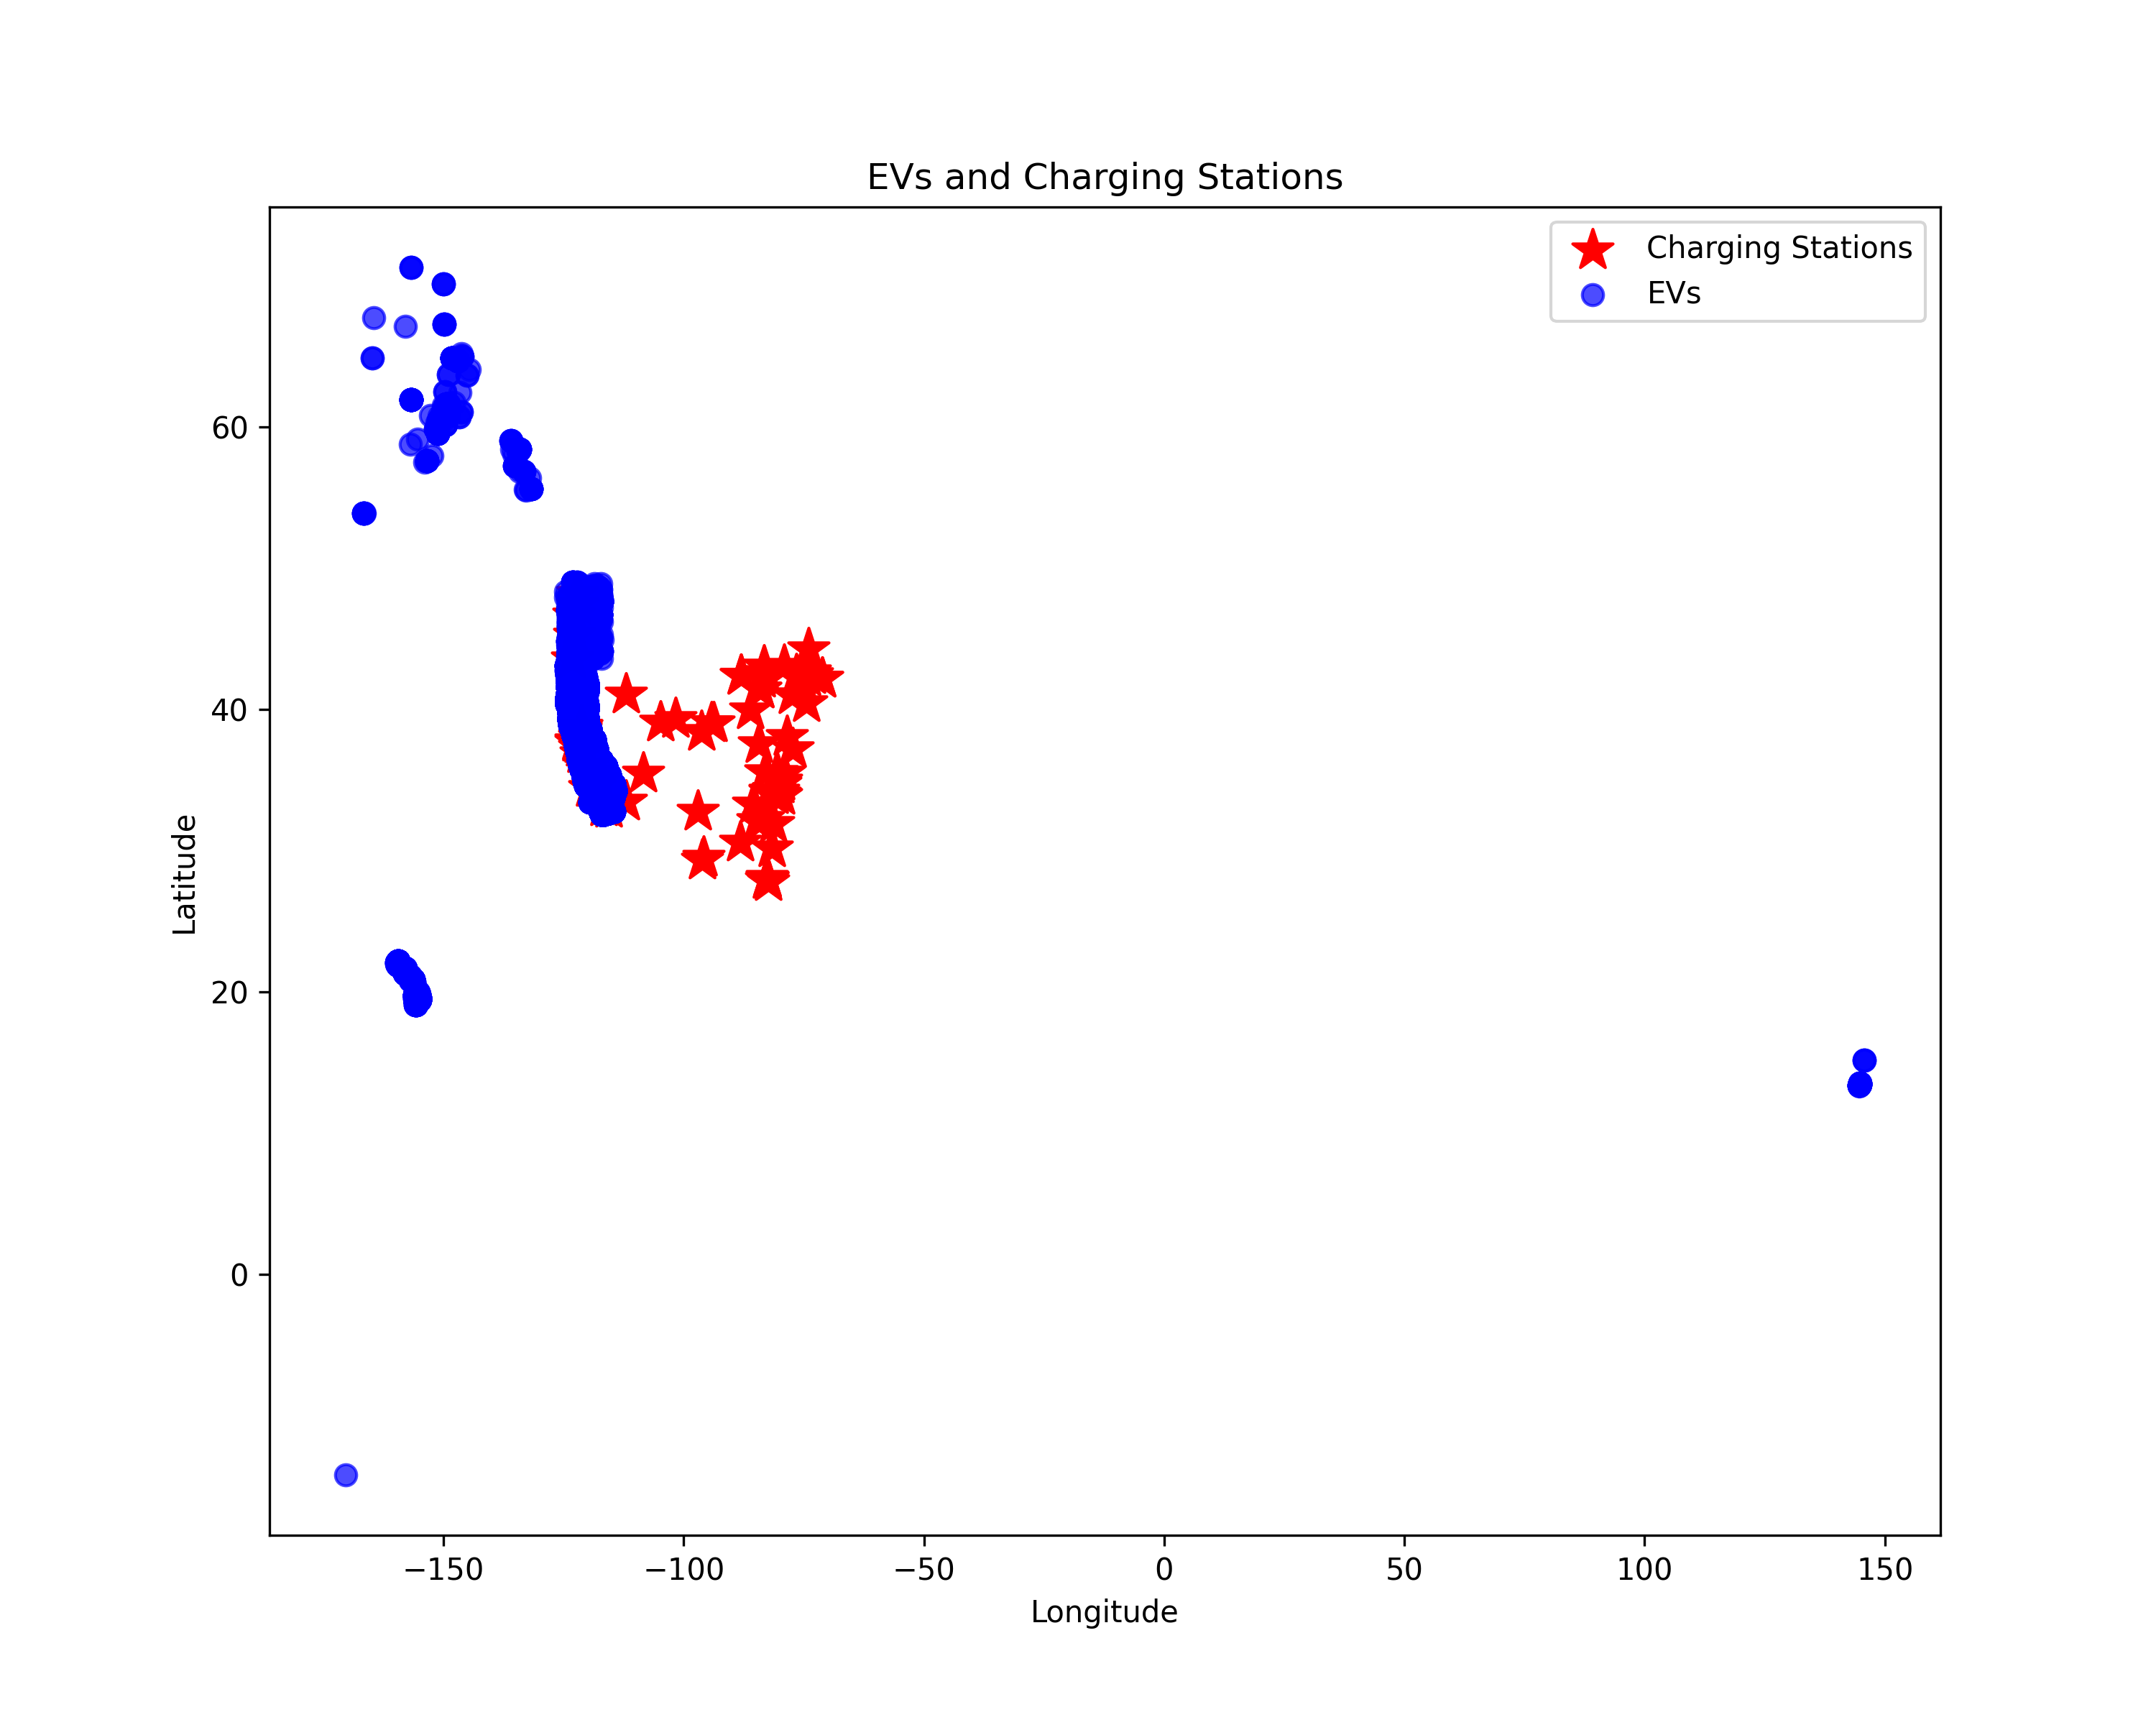 EVs and Charging Stations
Charging Stations
EVs
60
40
20
0
Latitude
−150 −100 −50 0 50 100 150
Longitude